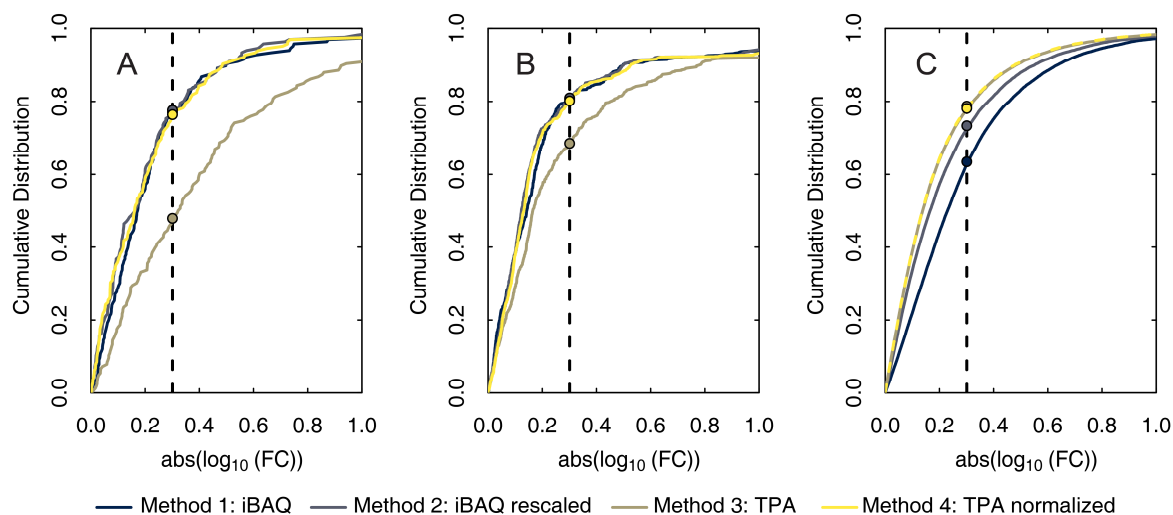 A
B
C
Cumulative Distribution
0.0 0.2 0.4 0.6 0.8 1.0
0.0 0.2 0.4 0.6 0.8 1.0
abs(log10 (FC))
Cumulative Distribution
0.0 0.2 0.4 0.6 0.8 1.0
0.0 0.2 0.4 0.6 0.8 1.0
abs(log10 (FC))
Cumulative Distribution
0.0 0.2 0.4 0.6 0.8 1.0
0.0 0.2 0.4 0.6 0.8 1.0
abs(log10 (FC))
Method 1: iBAQ Method 2: iBAQ rescaled Method 3: TPA Method 4: TPA normalized